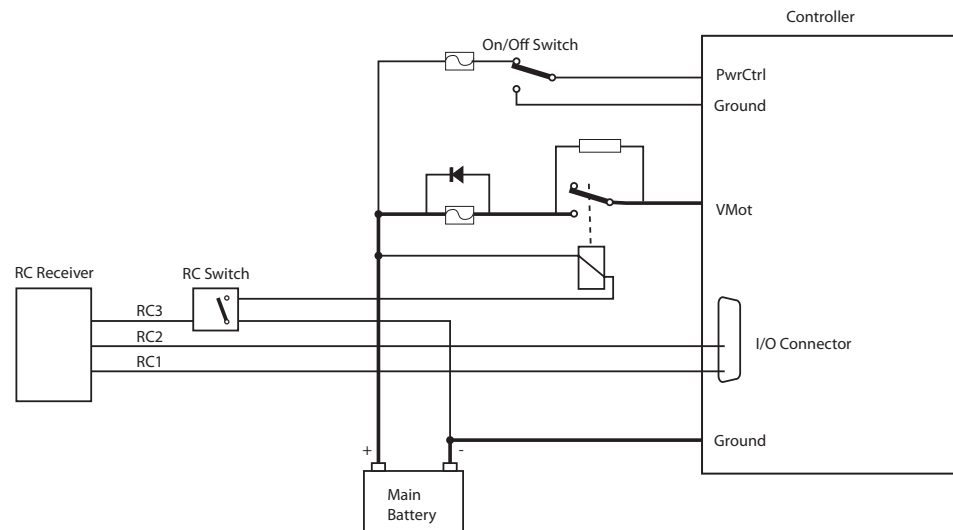 Controller
On/Off Switch
PwrCtrl
Ground
VMot
RC Receiver
RC Switch
RC3
RC2
RC1
I/O Connector
Ground
+
-
Main
Battery